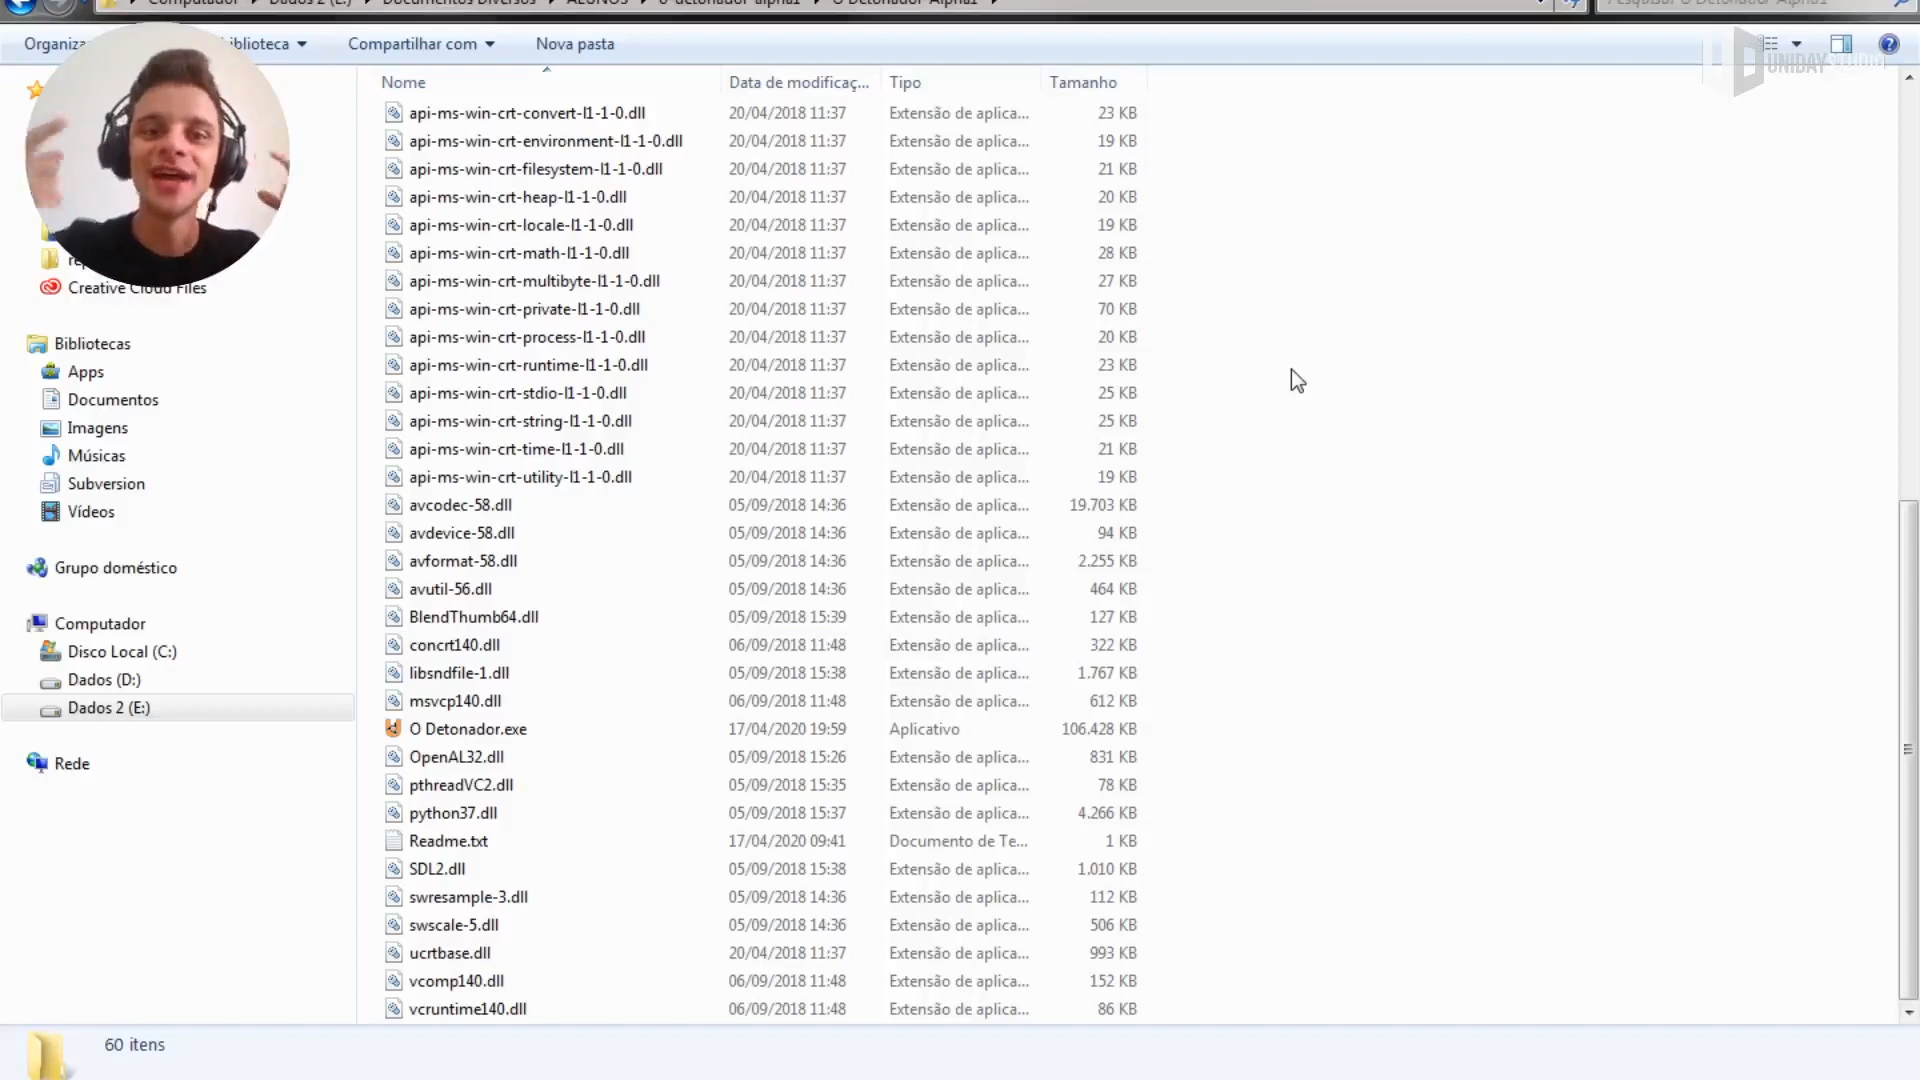 Computador Dados 2 (E:) Documentos Diversos ALUNOS o-detonador-alpha1 O Detonador Alpha1
Pesquisar O Detonador Alpha1
Organiza
iblioteca
Compartilhar com
Nova pasta
UNIDAY STUDIO
Nome
Data de modificaç...
Tipo
Tamanho
api-ms-win-crt-convert-l1-1-0.dll 20/04/2018 11:37 Extensão de aplica... 23 KB
api-ms-win-crt-environment-l1-1-0.dll 20/04/2018 11:37 Extensão de aplica... 19 KB
api-ms-win-crt-filesystem-l1-1-0.dll 20/04/2018 11:37 Extensão de aplica... 21 KB
api-ms-win-crt-heap-l1-1-0.dll 20/04/2018 11:37 Extensão de aplica... 20 KB
api-ms-win-crt-locale-l1-1-0.dll 20/04/2018 11:37 Extensão de aplica... 19 KB
api-ms-win-crt-math-l1-1-0.dll 20/04/2018 11:37 Extensão de aplica... 28 KB
api-ms-win-crt-multibyte-l1-1-0.dll 20/04/2018 11:37 Extensão de aplica... 27 KB
api-ms-win-crt-private-l1-1-0.dll 20/04/2018 11:37 Extensão de aplica... 70 KB
api-ms-win-crt-process-l1-1-0.dll 20/04/2018 11:37 Extensão de aplica... 20 KB
api-ms-win-crt-runtime-l1-1-0.dll 20/04/2018 11:37 Extensão de aplica... 23 KB
api-ms-win-crt-stdio-l1-1-0.dll 20/04/2018 11:37 Extensão de aplica... 25 KB
api-ms-win-crt-string-l1-1-0.dll 20/04/2018 11:37 Extensão de aplica... 25 KB
api-ms-win-crt-time-l1-1-0.dll 20/04/2018 11:37 Extensão de aplica... 21 KB
api-ms-win-crt-utility-l1-1-0.dll 20/04/2018 11:37 Extensão de aplica... 19 KB
avcodec-58.dll 05/09/2018 14:36 Extensão de aplica... 19.703 KB
avdevice-58.dll 05/09/2018 14:36 Extensão de aplica... 94 KB
avformat-58.dll 05/09/2018 14:36 Extensão de aplica... 2.255 KB
avutil-56.dll 05/09/2018 14:36 Extensão de aplica... 464 KB
BlendThumb64.dll 05/09/2018 15:39 Extensão de aplica... 127 KB
concrt140.dll 06/09/2018 11:48 Extensão de aplica... 322 KB
libsndfile-1.dll 05/09/2018 15:38 Extensão de aplica... 1.767 KB
msvcp140.dll 06/09/2018 11:48 Extensão de aplica... 612 KB
O Detonador.exe 17/04/2020 19:59 Aplicativo 106.428 KB
OpenAL32.dll 05/09/2018 15:26 Extensão de aplica... 831 KB
pthreadVC2.dll 05/09/2018 15:35 Extensão de aplica... 78 KB
python37.dll 05/09/2018 15:37 Extensão de aplica... 4.266 KB
Readme.txt 17/04/2020 09:41 Documento de Te... 1 KB
SDL2.dll 05/09/2018 15:38 Extensão de aplica... 1.010 KB
swresample-3.dll 05/09/2018 14:36 Extensão de aplica... 112 KB
swscale-5.dll 05/09/2018 14:36 Extensão de aplica... 506 KB
ucrtbase.dll 20/04/2018 11:37 Extensão de aplica... 993 KB
vcomp140.dll 06/09/2018 11:48 Extensão de aplica... 152 KB
vcruntime140.dll 06/09/2018 11:48 Extensão de aplica... 86 KB
Creative Cloud Files
Bibliotecas
Apps
Documentos
Imagens
Músicas
Subversion
Vídeos
Grupo doméstico
Computador
Disco Local (C:)
Dados (D:)
Dados 2 (E:)
Rede
60 itens